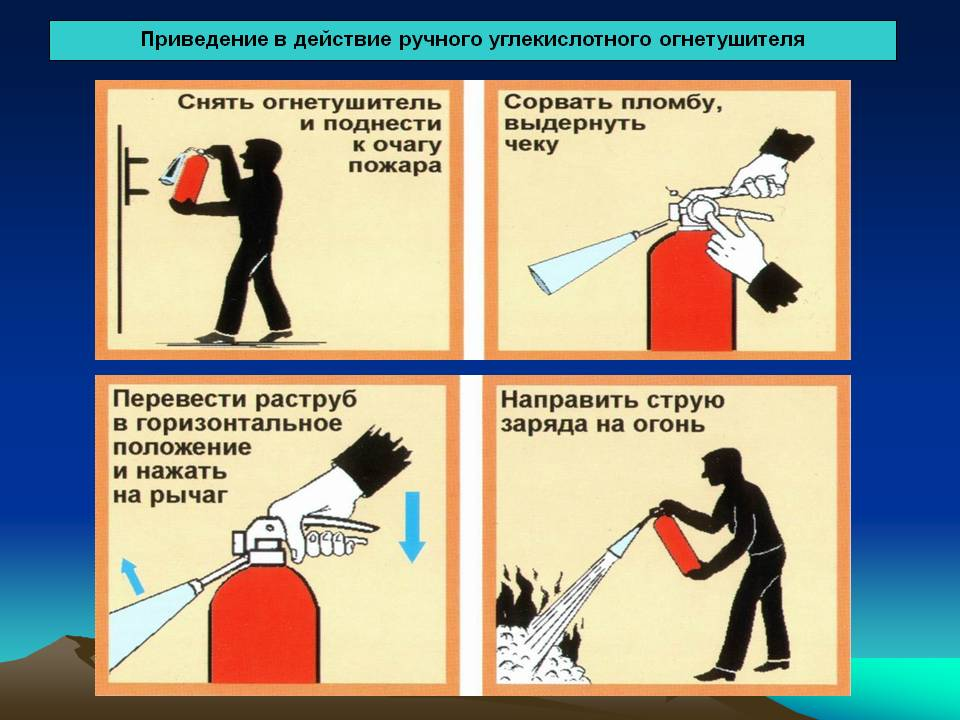 Приведение в действие ручного углекислотного огнетушителя
Снять огнетушитель
и поднести
к очагу
пожара
Сорвать пломбу,
выдернуть
чеку
Перевести раструб
в горизонтальное
положение
и нажать
на рычаг
Направить струю
заряда на огонь